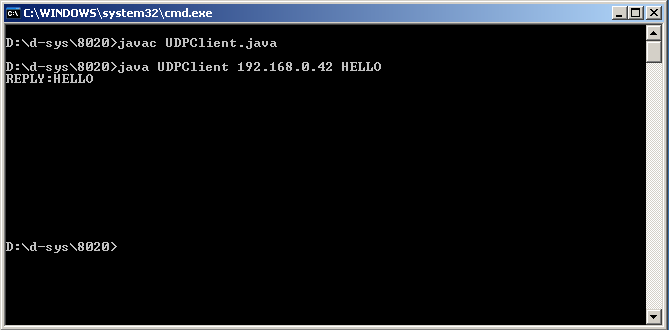 C:\WINDOWS\system32\cmd.exe
D:\d-sys\8020>javac UDPClient.java
D:\d-sys\8020>java UDPClient 192.168.0.42 HELLO
REPLY:HELLO
D:\d-sys\8020>